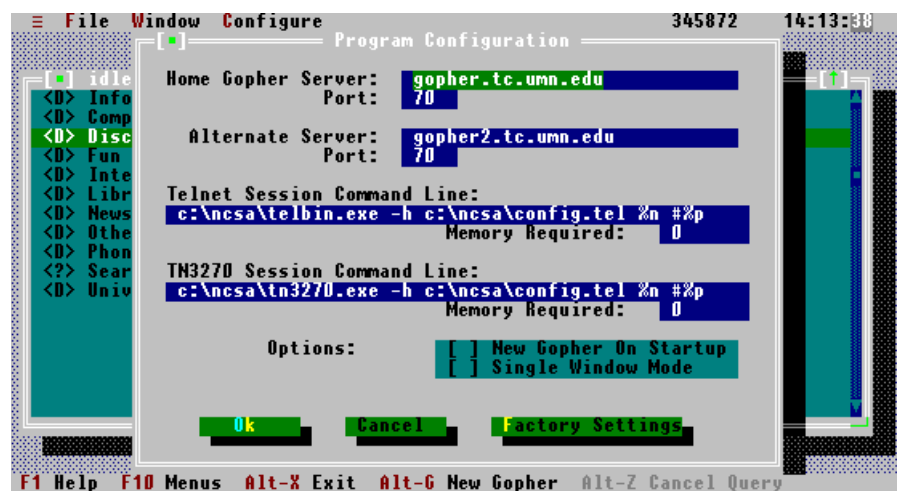 ≡ File Window Configure 345872 14:13:38
[▪] Program Configuration
[▪] idle [↑]
Home Gopher Server: gopher.tc.umn.edu
<D> Info
Port: 70
<D> Comp
<D> Disc
Alternate Server: gopher2.tc.umn.edu
<D> Fun
Port: 70
<D> Inte
<D> Libr
Telnet Session Command Line:
<D> News
c:\ncsa\telbin.exe -h c:\ncsa\config.tel %n #%p
<D> Othe
Memory Required: 0
<D> Phon
<?> Sear
TN3270 Session Command Line:
<D> Univ
c:\ncsa\tn3270.exe -h c:\ncsa\config.tel %n #%p
Memory Required: 0
Options: [ ] New Gopher On Startup
[ ] Single Window Mode
Ok Cancel Factory Settings
F1 Help F10 Menus Alt-X Exit Alt-G New Gopher Alt-Z Cancel Query